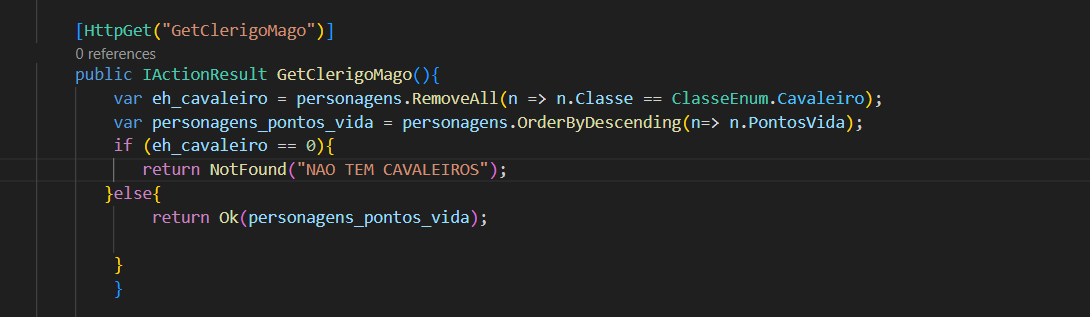 [HttpGet("GetClerigoMago")]
0 references
public IActionResult GetClerigoMago(){
var eh_cavaleiro = personagens.RemoveAll(n => n.Classe == ClasseEnum.Cavaleiro);
var personagens_pontos_vida = personagens.OrderByDescending(n=> n.PontosVida);
if (eh_cavaleiro == 0){
return NotFound("NAO TEM CAVALEIROS");
}else{
return Ok(personagens_pontos_vida);
}
}